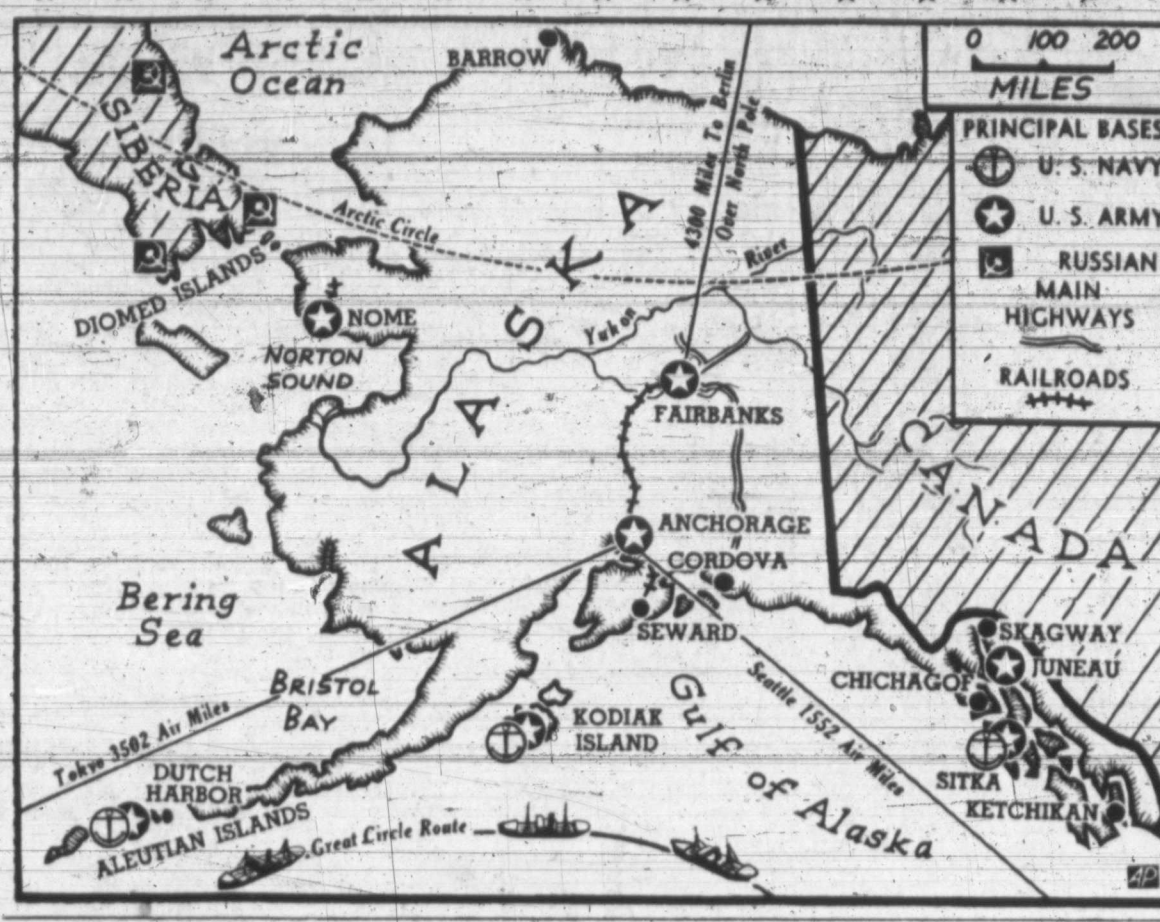 Arctic
Ocean
BARROW
0 100 200
MILES
PRINCIPAL BASES
U. S. NAVY
U. S. ARMY
RUSSIAN
MAIN
HIGHWAYS
RAILROADS
SIBERIA
Arctic Circle
4300 Miles To Berlin
Over North Pole
DIOMED ISLANDS
NOME
NORTON
SOUND
Yukon
River
FAIRBANKS
ALASKA
CANADA
ANCHORAGE
CORDOVA
SEWARD
Bering
Sea
BRISTOL
BAY
Tokyo 3502 Air Miles
KODIAK
ISLAND
Gulf of Alaska
Seattle 1552 Air Miles
SKAGWAY
JUNEAU
CHICHAGOF
SITKA
KETCHIKAN
DUTCH
HARBOR
ALEUTIAN ISLANDS
Great Circle Route
AP